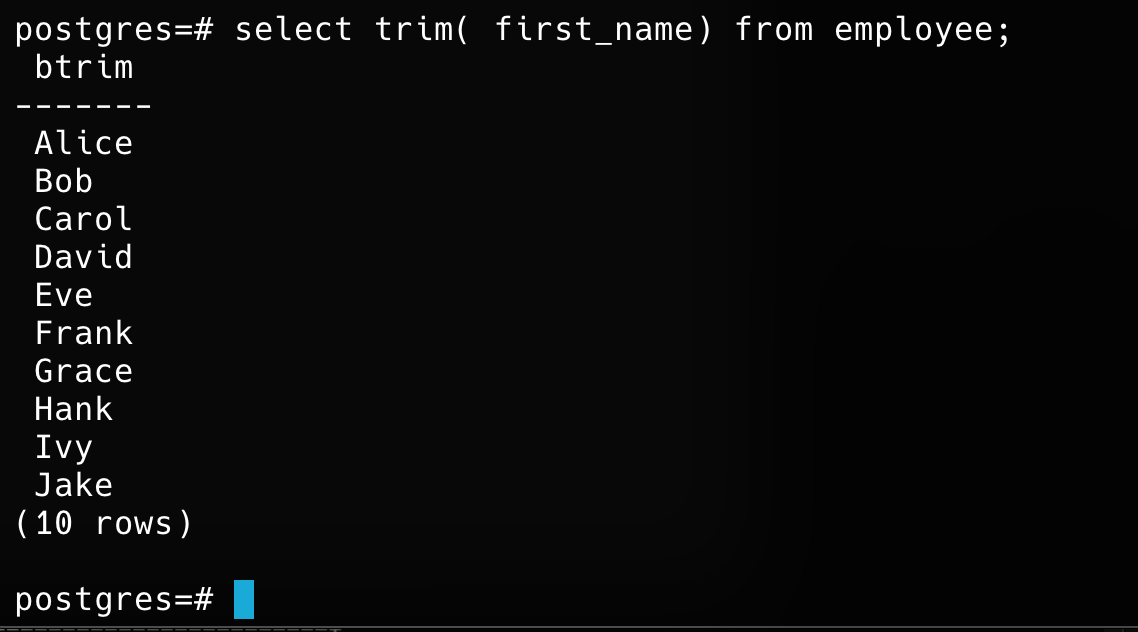 postgres=# select trim( first_name) from employee;
 btrim
-------
 Alice
 Bob
 Carol
 David
 Eve
 Frank
 Grace
 Hank
 Ivy
 Jake
(10 rows)
postgres=#